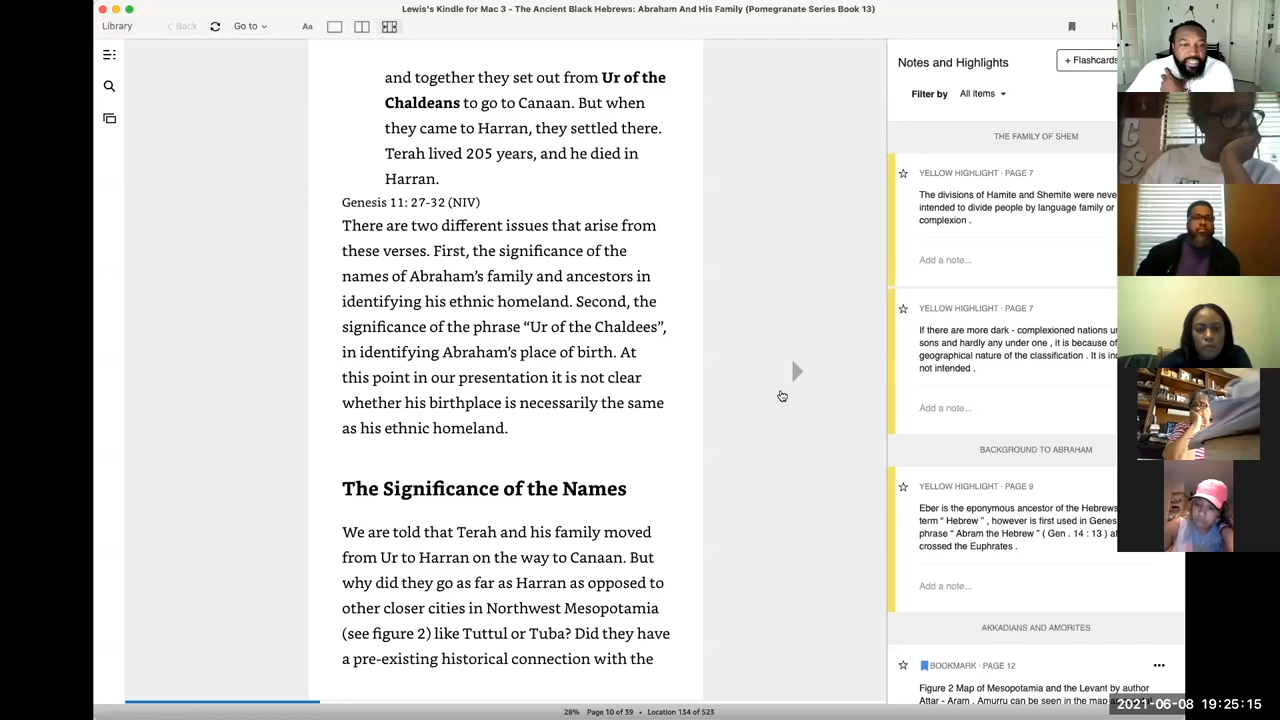 Lewis's Kindle for Mac 3 - The Ancient Black Hebrews: Abraham And His Family (Pomegranate Series Book 13)
Library
Back
Go to
Aa
H
and together they set out from Ur of the
Chaldeans to go to Canaan. But when
they came to Harran, they settled there.
Terah lived 205 years, and he died in
Harran.
Genesis 11: 27-32 (NIV)
There are two different issues that arise from
these verses. First, the significance of the
names of Abraham's family and ancestors in
identifying his ethnic homeland. Second, the
significance of the phrase “Ur of the Chaldees”,
in identifying Abraham's place of birth. At
this point in our presentation it is not clear
whether his birthplace is necessarily the same
as his ethnic homeland.
The Significance of the Names
We are told that Terah and his family moved
from Ur to Harran on the way to Canaan. But
why did they go as far as Harran as opposed to
other closer cities in Northwest Mesopotamia
(see figure 2) like Tuttul or Tuba? Did they have
a pre-existing historical connection with the
28% Page 10 of 39 • Location 134 of 523
Notes and Highlights
+ Flashcards
Filter by All items
THE FAMILY OF SHEM
YELLOW HIGHLIGHT · PAGE 7
The divisions of Hamite and Shemite were neve
intended to divide people by language family or
complexion .
Add a note...
YELLOW HIGHLIGHT · PAGE 7
If there are more dark - complexioned nations u
sons and hardly any under one , it is because of
geographical nature of the classification . It is in
not intended .
Add a note...
BACKGROUND TO ABRAHAM
YELLOW HIGHLIGHT · PAGE 9
Eber is the eponymous ancestor of the Hebrews
term “ Hebrew ” , however is first used in Genes
phrase “ Abram the Hebrew ” ( Gen . 14 : 13 ) af
crossed the Euphrates .
Add a note...
AKKADIANS AND AMORITES
BOOKMARK · PAGE 12
Figure 2 Map of Mesopotamia and the Levant by author
Attar - Aram . Amurru can be seen in the map
2021-06-08 19:25:15